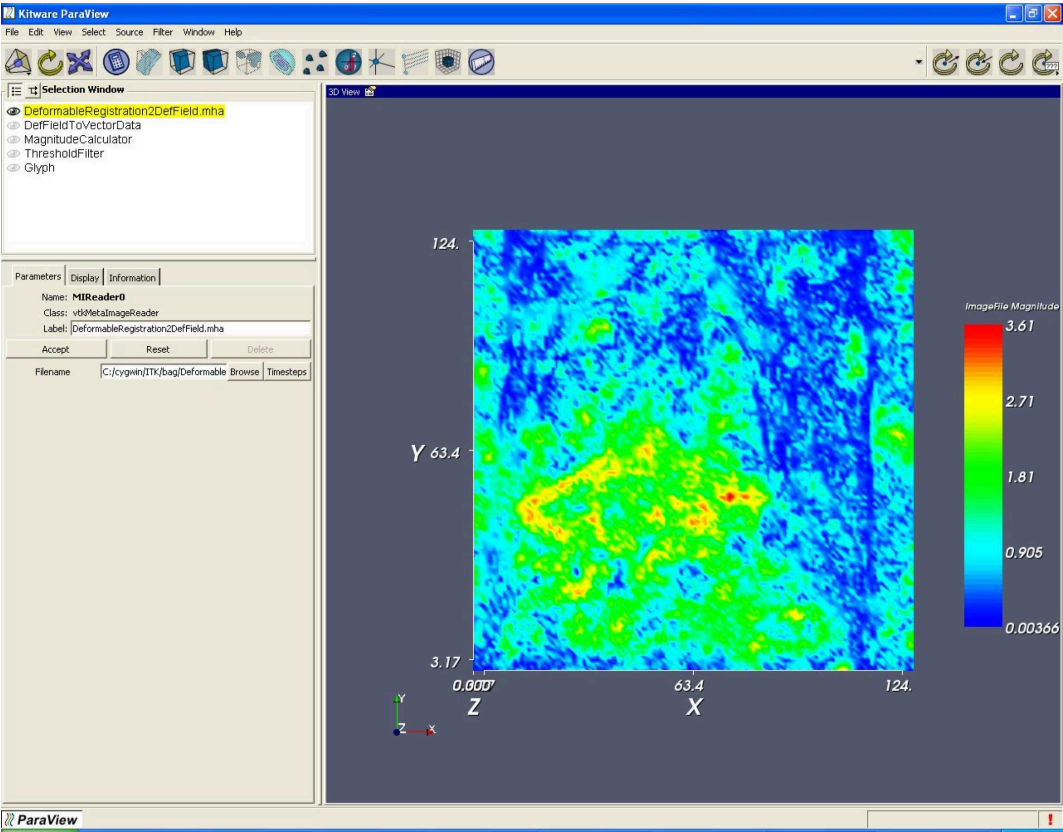 Kitware ParaView
File Edit View Select Source Filter Window Help
Selection Window
3D View
DeformableRegistration2DefField.mha
DefFieldToVectorData
MagnitudeCalculator
ThresholdFilter
Glyph
Parameters Display Information
Name: MIReader0
Class: vtkMetaImageReader
Label: DeformableRegistration2DefField.mha
Accept Reset Delete
Filename C:/cygwin/ITK/bag/Deformable Browse Timesteps
124.
Y 63.4
3.17
63.4 124.
Z X
ImageFile Magnitude
3.61
2.71
1.81
0.905
0.00366
Y
Z X
ParaView